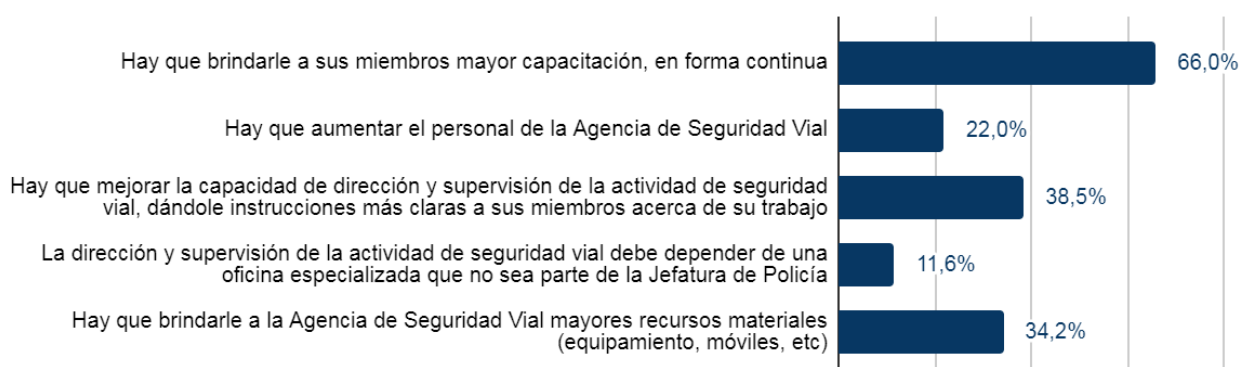 Hay que brindarle a sus miembros mayor capacitación, en forma continua
66,0%
Hay que aumentar el personal de la Agencia de Seguridad Vial
22,0%
Hay que mejorar la capacidad de dirección y supervisión de la actividad de seguridad
vial, dándole instrucciones más claras a sus miembros acerca de su trabajo
38,5%
La dirección y supervisión de la actividad de seguridad vial debe depender de una
oficina especializada que no sea parte de la Jefatura de Policía
11,6%
Hay que brindarle a la Agencia de Seguridad Vial mayores recursos materiales
(equipamiento, móviles, etc)
34,2%